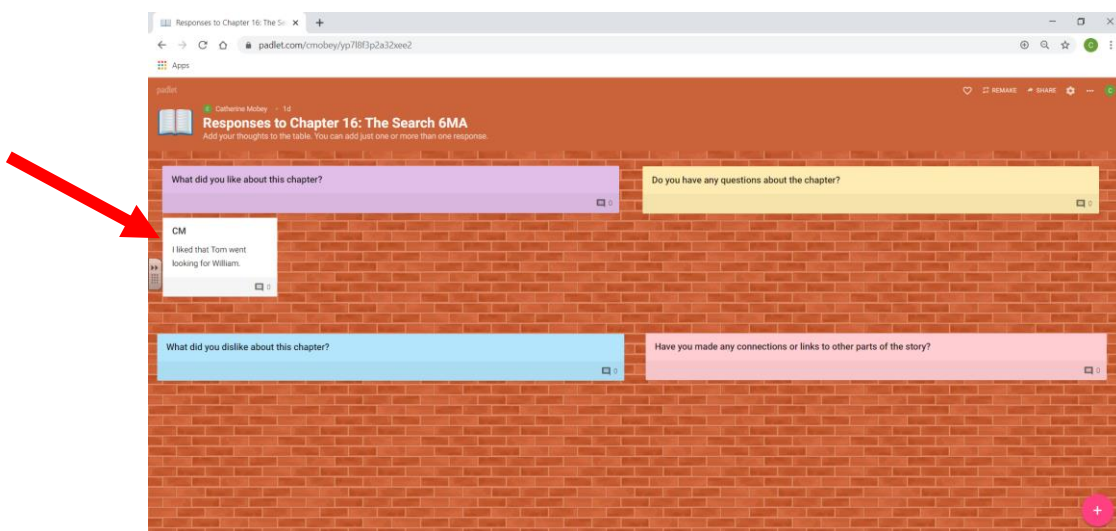 Responses to Chapter 16: The Se
padlet.com/cmobey/yp7l8f3p2a32xee2
C
Apps
padlet
REMAKE
SHARE
C
C
Catherine Mobey • 1d
Responses to Chapter 16: The Search 6MA
Add your thoughts to the table. You can add just one or more than one response.
What did you like about this chapter?
0
Do you have any questions about the chapter?
0
CM
I liked that Tom went
looking for William.
0
What did you dislike about this chapter?
0
Have you made any connections or links to other parts of the story?
0